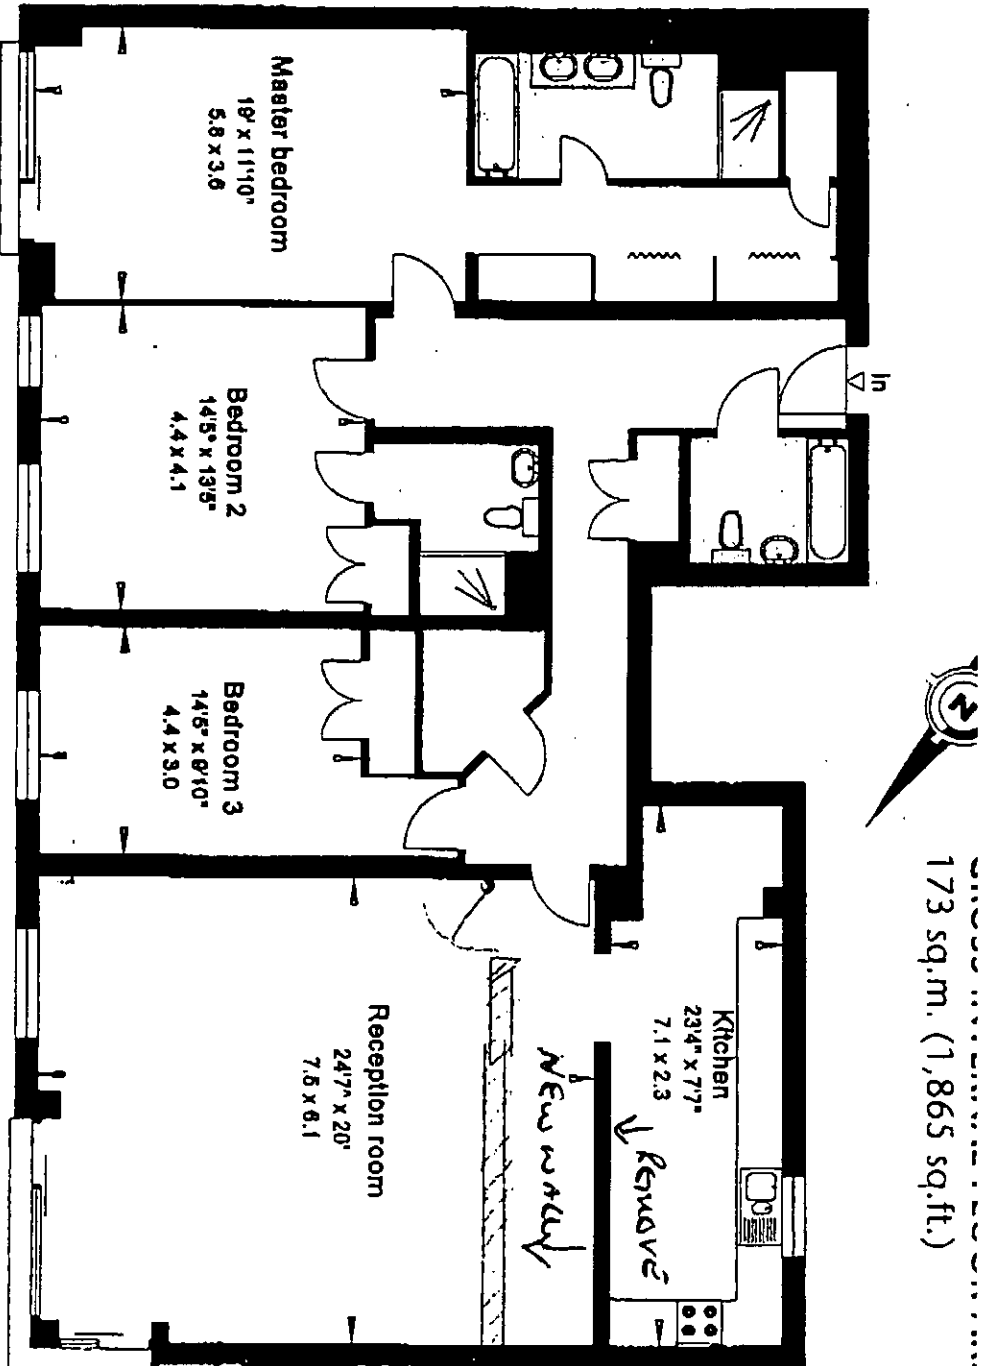 Master bedroom
19' x 11'10"
5.8 x 3.6
In
Bedroom 2
14'5" x 13'5"
4.4 x 4.1
Bedroom 3
14'5" x 9'10"
4.4 x 3.0
N
173 sq.m. (1,865 sq.ft.)
Kitchen
23'4" x 7'7"
7.1 x 2.3
REMOVE
NEW WALL
Reception room
24'7" x 20'
7.5 x 6.1